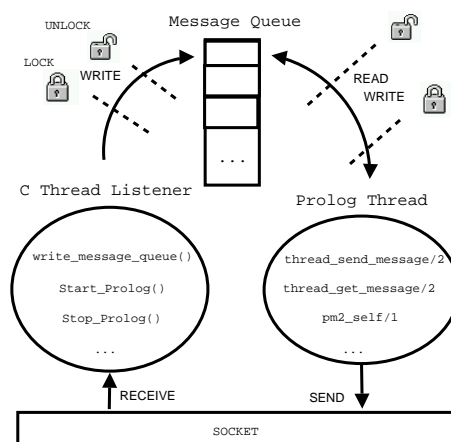 Message Queue
UNLOCK
LOCK
WRITE
READ
WRITE
...
C Thread Listener
Prolog Thread
write_message_queue()
Start_Prolog()
Stop_Prolog()
...
thread_send_message/2
thread_get_message/2
pm2_self/1
...
RECEIVE
SEND
SOCKET